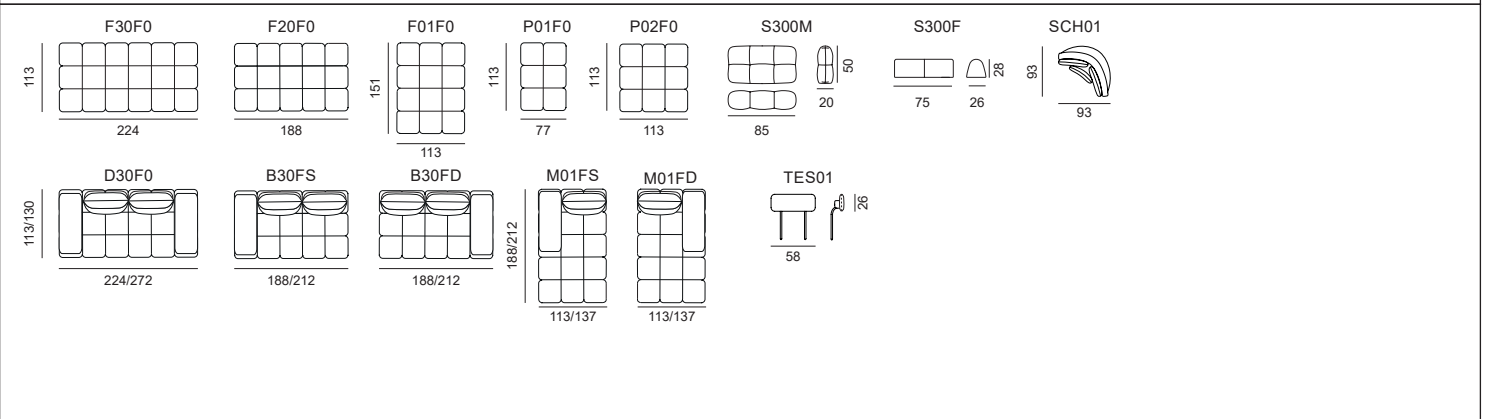 F30F0 F20F0 F01F0 P01F0 P02F0 S300M S300F SCH01
113 151 113 113 50 28 93
224 188 113 77 113 85 20 75 26 93
D30F0 B30FS B30FD M01FS M01FD TES01
113/130 188/212 26
224/272 188/212 188/212 113/137 113/137 58